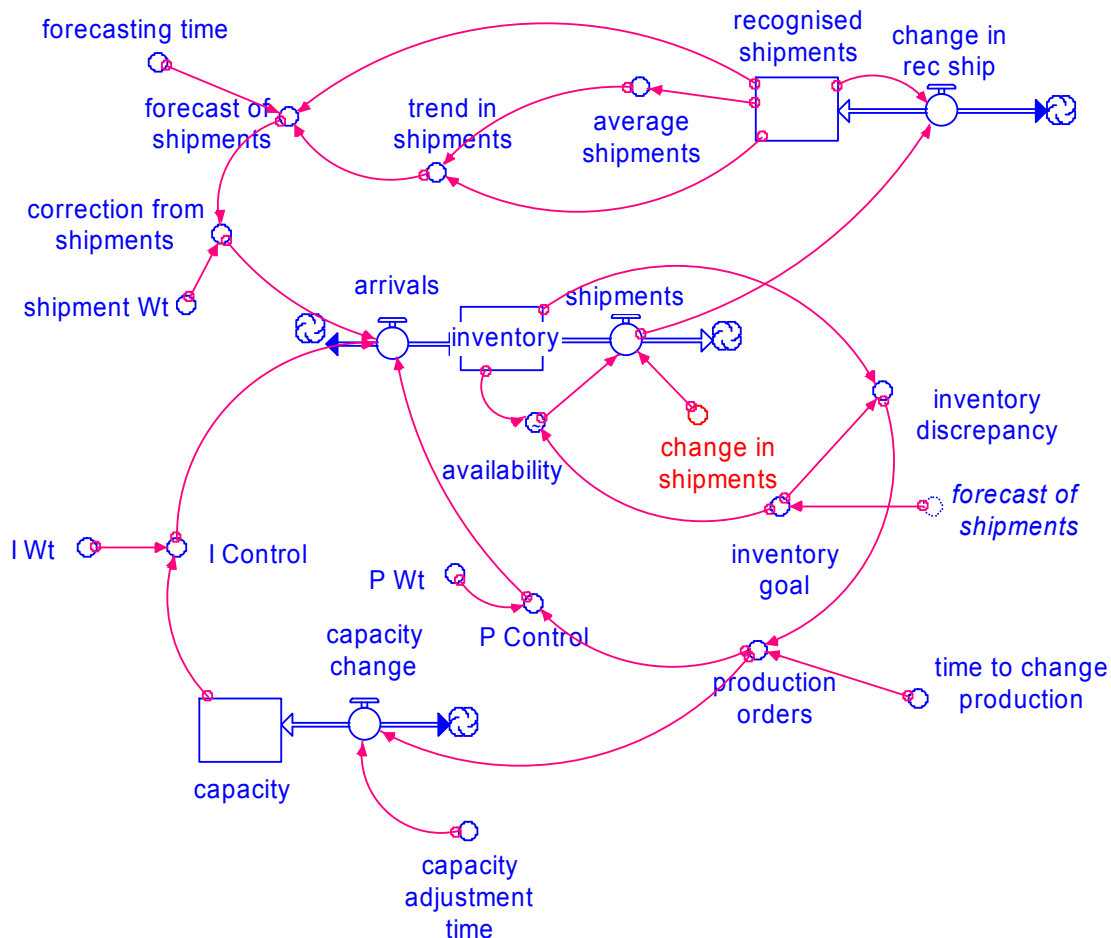 forecasting time
forecast of
shipments
trend in
shipments
average
shipments
recognised
shipments
change in
rec ship
correction from
shipments
shipment Wt
arrivals
inventory
shipments
change in
shipments
availability
inventory
discrepancy
forecast of
shipments
inventory
goal
I Wt
I Control
P Wt
P Control
capacity
change
production
orders
time to change
production
capacity
capacity
adjustment
time